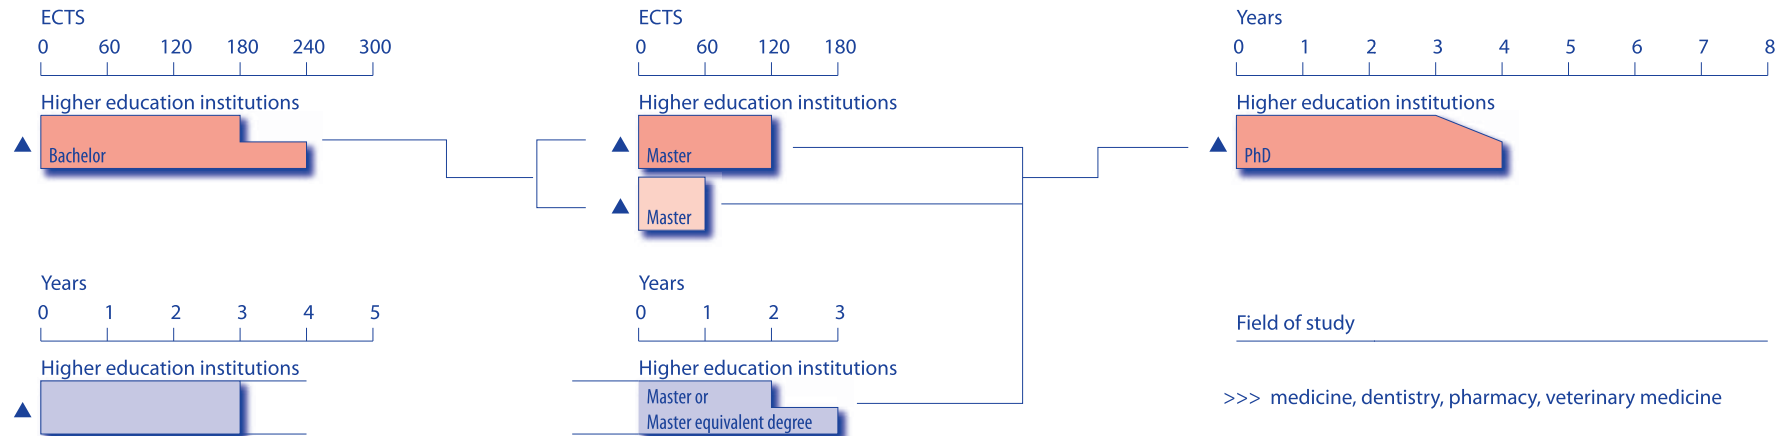 ECTS
0 60 120 180 240 300
Higher education institutions
Bachelor
ECTS
0 60 120 180
Higher education institutions
Master
Master
Years
0 1 2 3 4 5 6 7 8
Higher education institutions
PhD
Years
0 1 2 3 4 5
Higher education institutions
Years
0 1 2 3
Higher education institutions
Master or
Master equivalent degree
Field of study
>>> medicine, dentistry, pharmacy, veterinary medicine